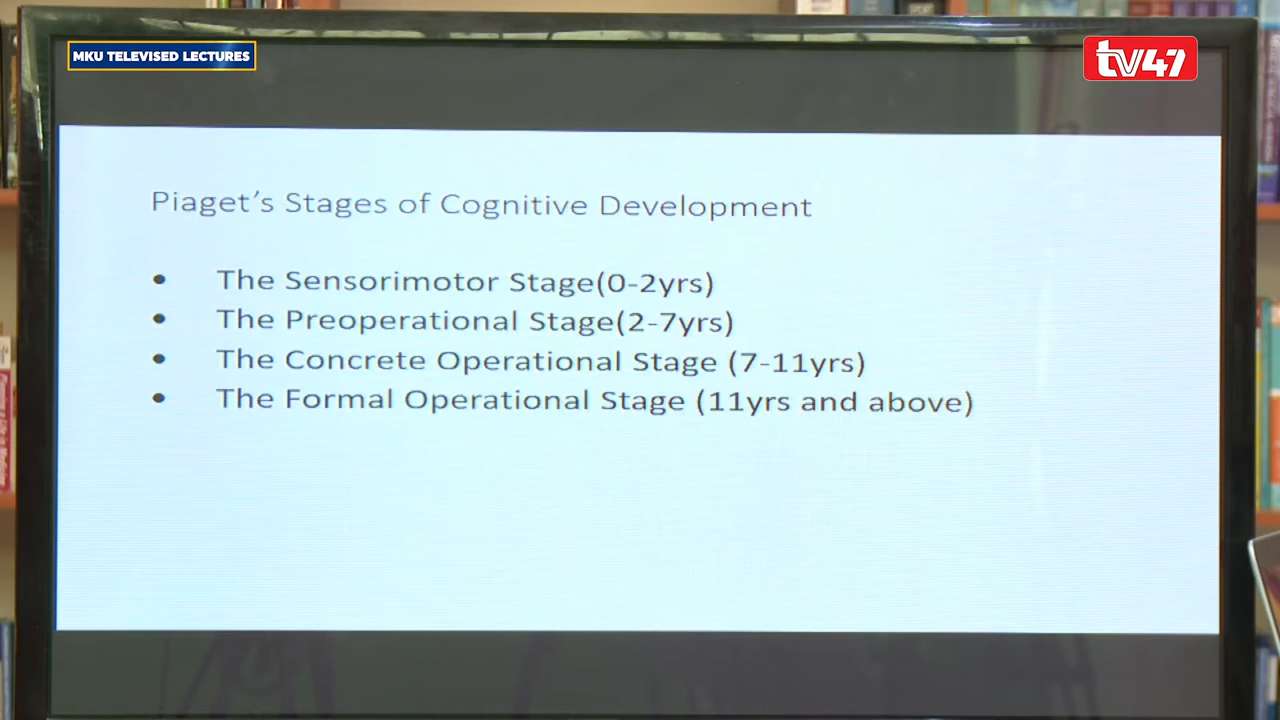 MKU TELEVISED LECTURES
tv47
Piaget's Stages of Cognitive Development
• The Sensorimotor Stage(0-2yrs)
• The Preoperational Stage(2-7yrs)
• The Concrete Operational Stage (7-11yrs)
• The Formal Operational Stage (11yrs and above)